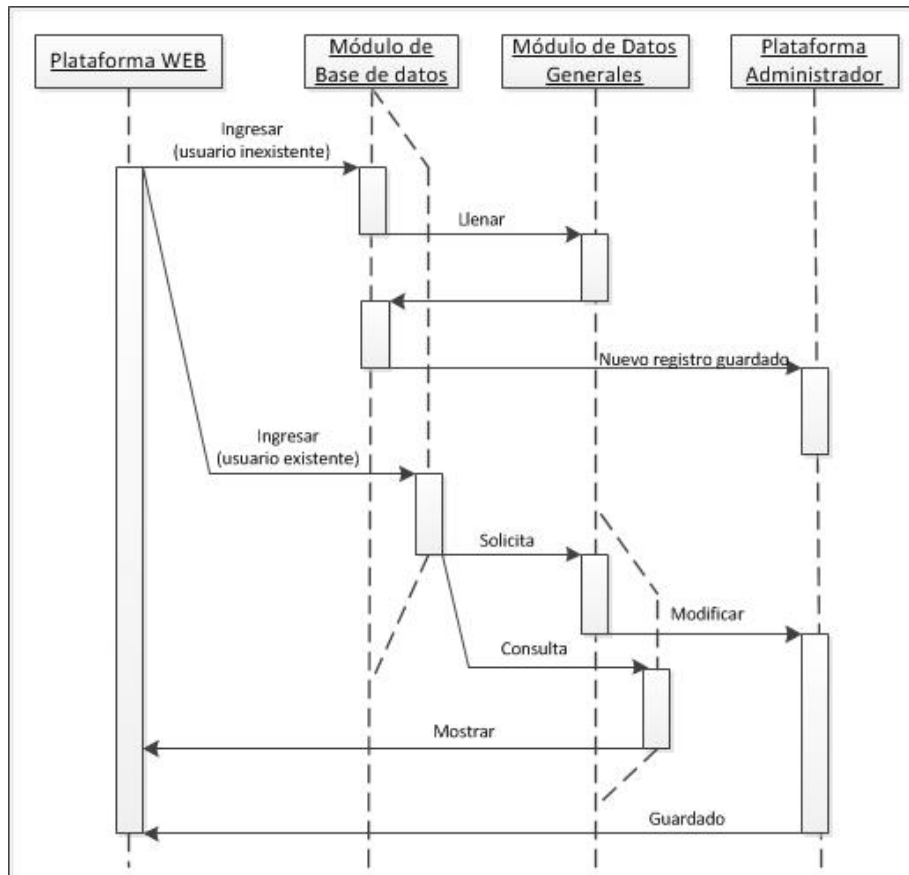 Plataforma WEB
Módulo de
Base de datos
Módulo de Datos
Generales
Plataforma
Administrador
Ingresar
(usuario inexistente)
Llenar
Nuevo registro guardado
Ingresar
(usuario existente)
Solicita
Modificar
Consulta
Mostrar
Guardado